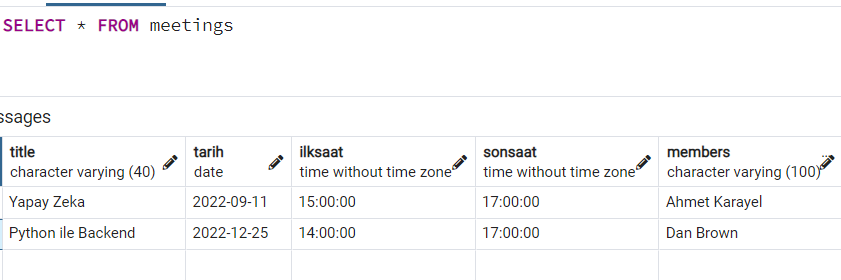 SELECT * FROM meetings
ssages
title tarih ilksaat sonsaat members
character varying (40) date time without time zone time without time zone character varying (100)
Yapay Zeka 2022-09-11 15:00:00 17:00:00 Ahmet Karayel
Python ile Backend 2022-12-25 14:00:00 17:00:00 Dan Brown